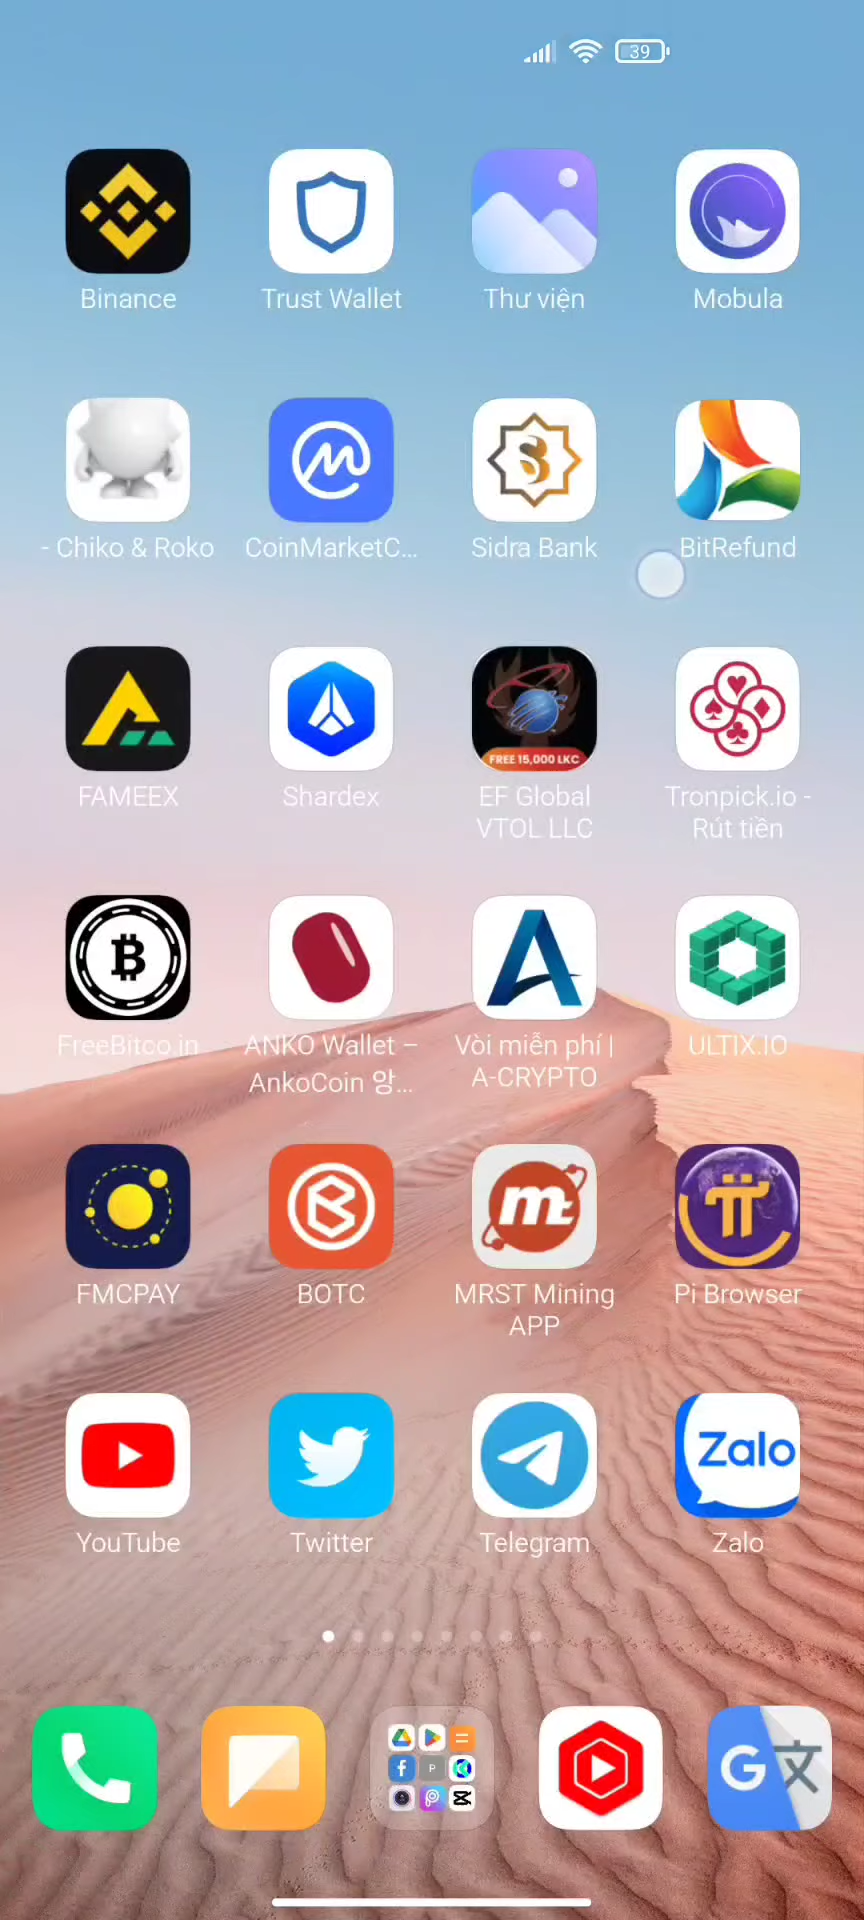 39
Binance
Trust Wallet
Thư viện
Mobula
- Chiko & Roko
CoinMarketC...
Sidra Bank
BitRefund
FREE 15,000 LKC
FAMEEX
Shardex
EF Global
VTOL LLC
Tronpick.io -
Rút tiền
FreeBitco.in
ANKO Wallet –
AnkoCoin 앙...
Vòi miễn phí |
A-CRYPTO
ULTIX.IO
FMCPAY
BOTC
MRST Mining
APP
Pi Browser
Zalo
YouTube
Twitter
Telegram
Zalo
P
G文